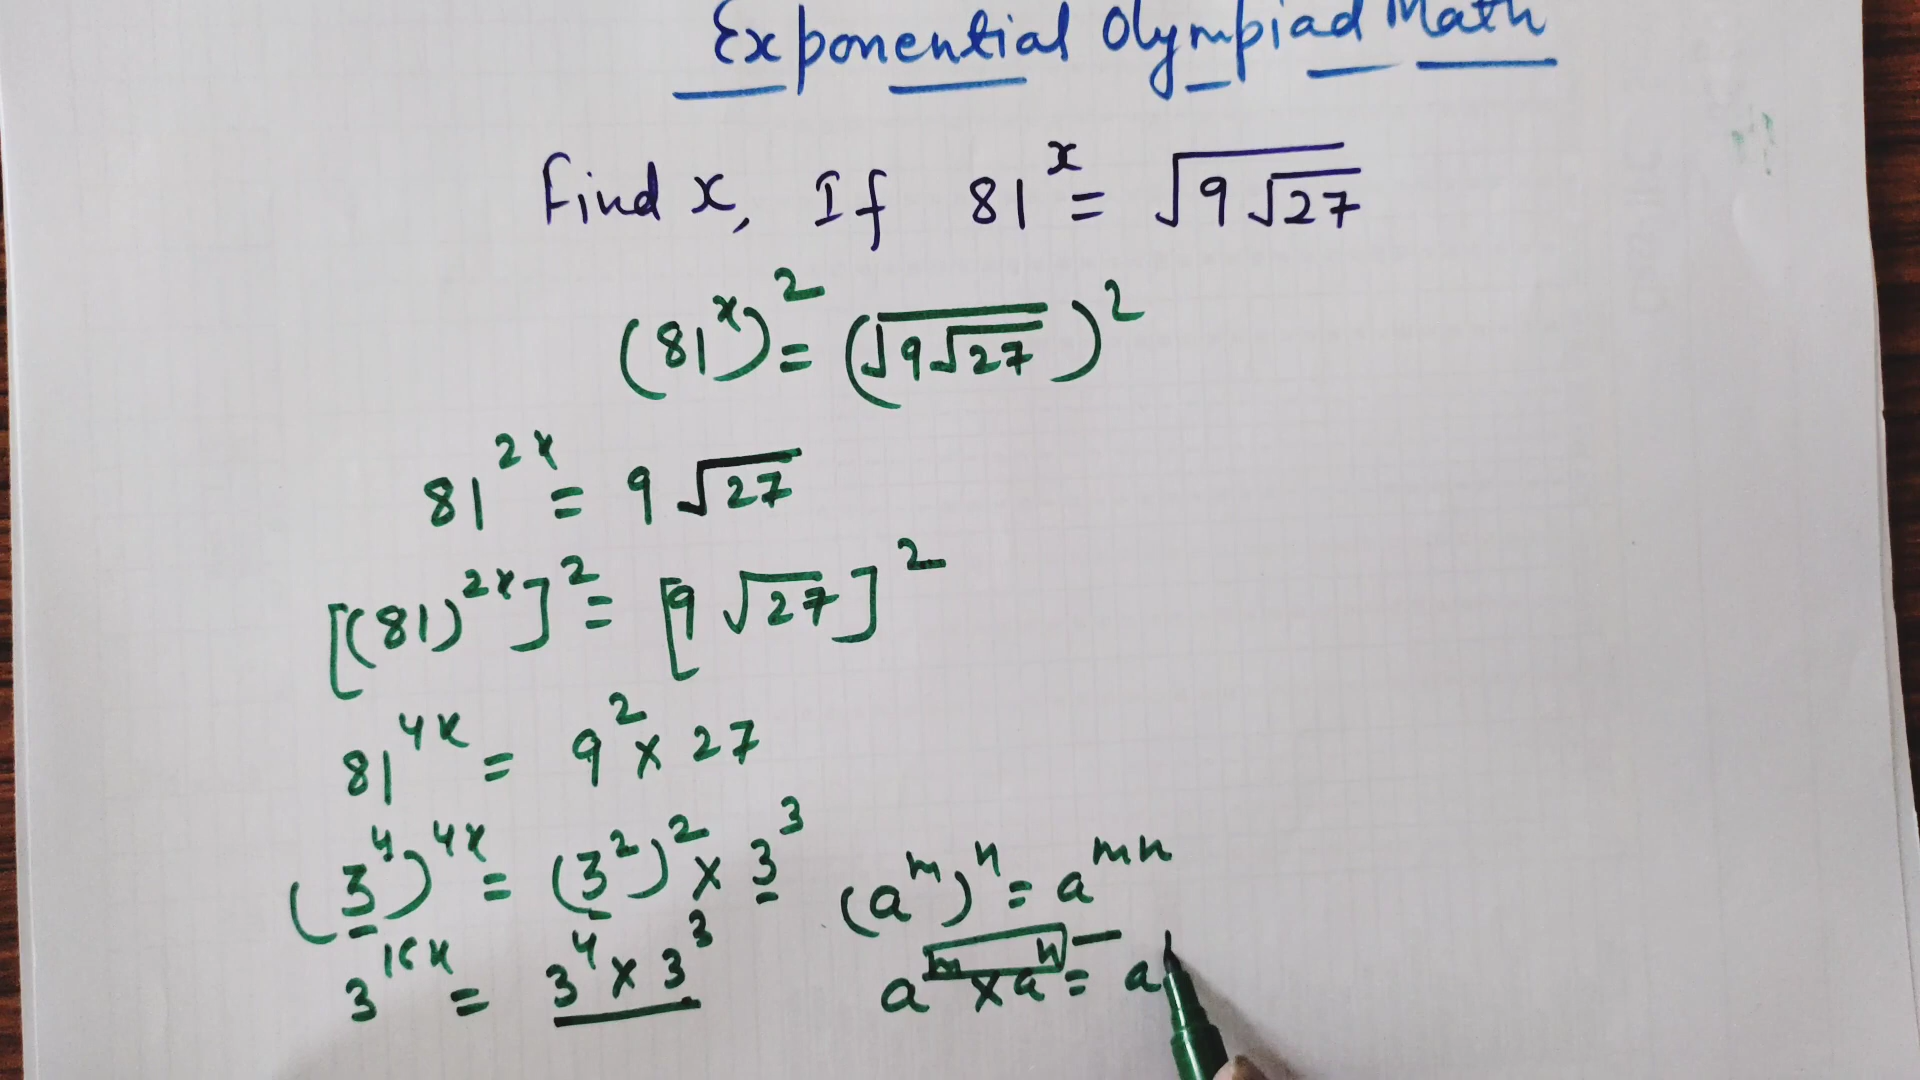 Exponential Olympiad Math
Find x, If 81^x = √(9√27)
(81^x)^2 = (√(9√27))^2
81^2x = 9√27
[(81)^2x]^2 = [9√27]^2
81^4x = 9^2 × 27
(3^4)^4x = (3^2)^2 × 3^3
(a^m)^n = a^mn
3^16x = 3^4 × 3^3
a^m × a^n = a